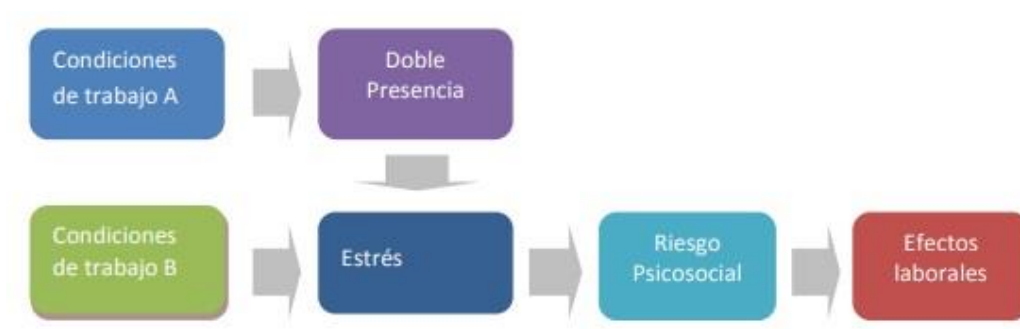 Condiciones
de trabajo A
Doble
Presencia
Condiciones
de trabajo B
Estrés
Riesgo
Psicosocial
Efectos
laborales